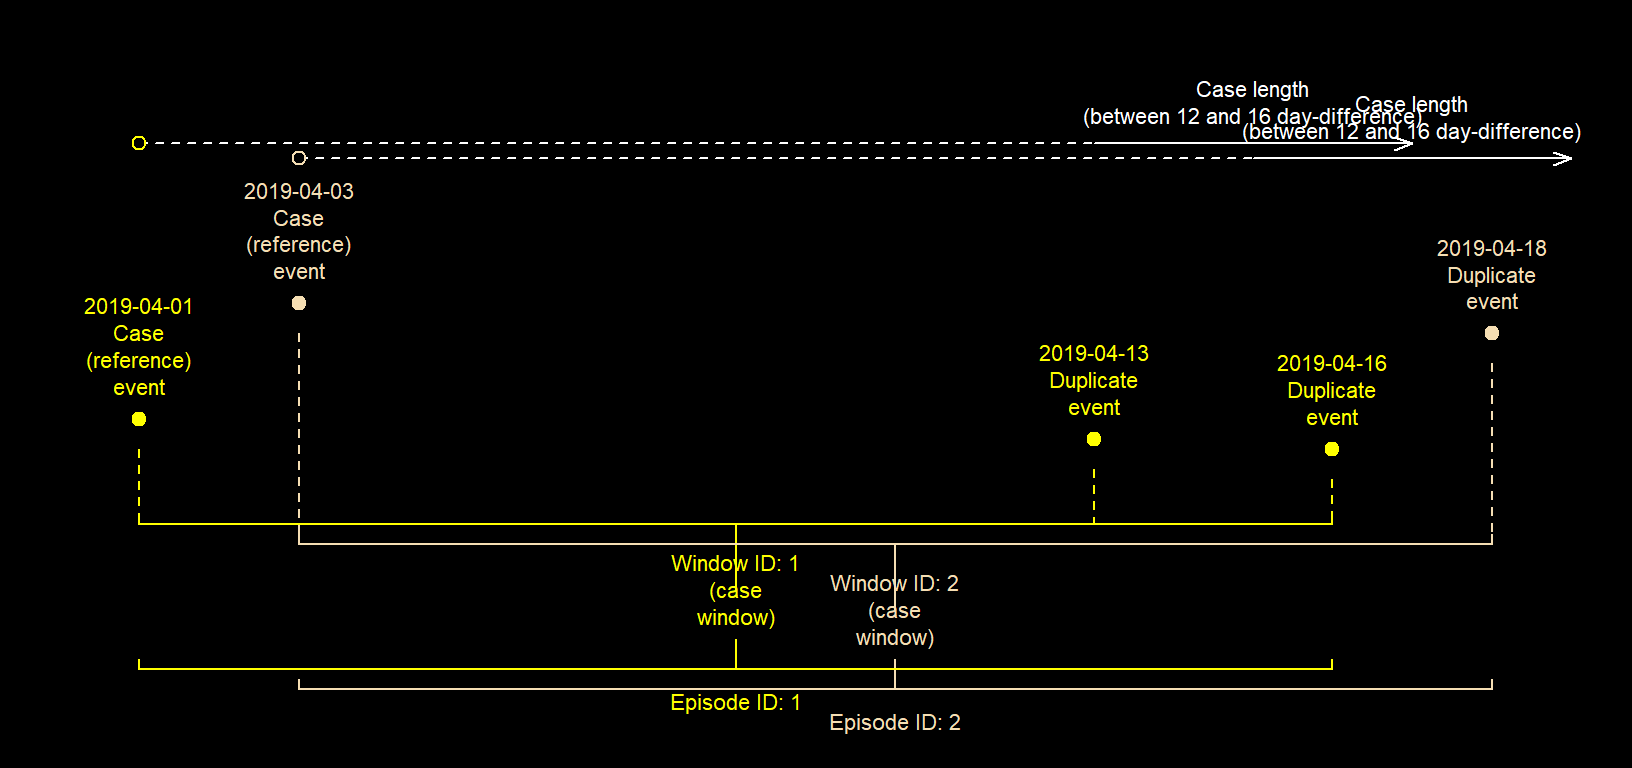 Case length
(between 12 and 16 day-difference)
Case length
(between 12 and 16 day-difference)
2019-04-03
Case
(reference)
event
2019-04-18
Duplicate
event
2019-04-01
Case
(reference)
event
2019-04-13
Duplicate
event
2019-04-16
Duplicate
event
Window ID: 1
(case
window)
Window ID: 2
(case
window)
Episode ID: 1
Episode ID: 2